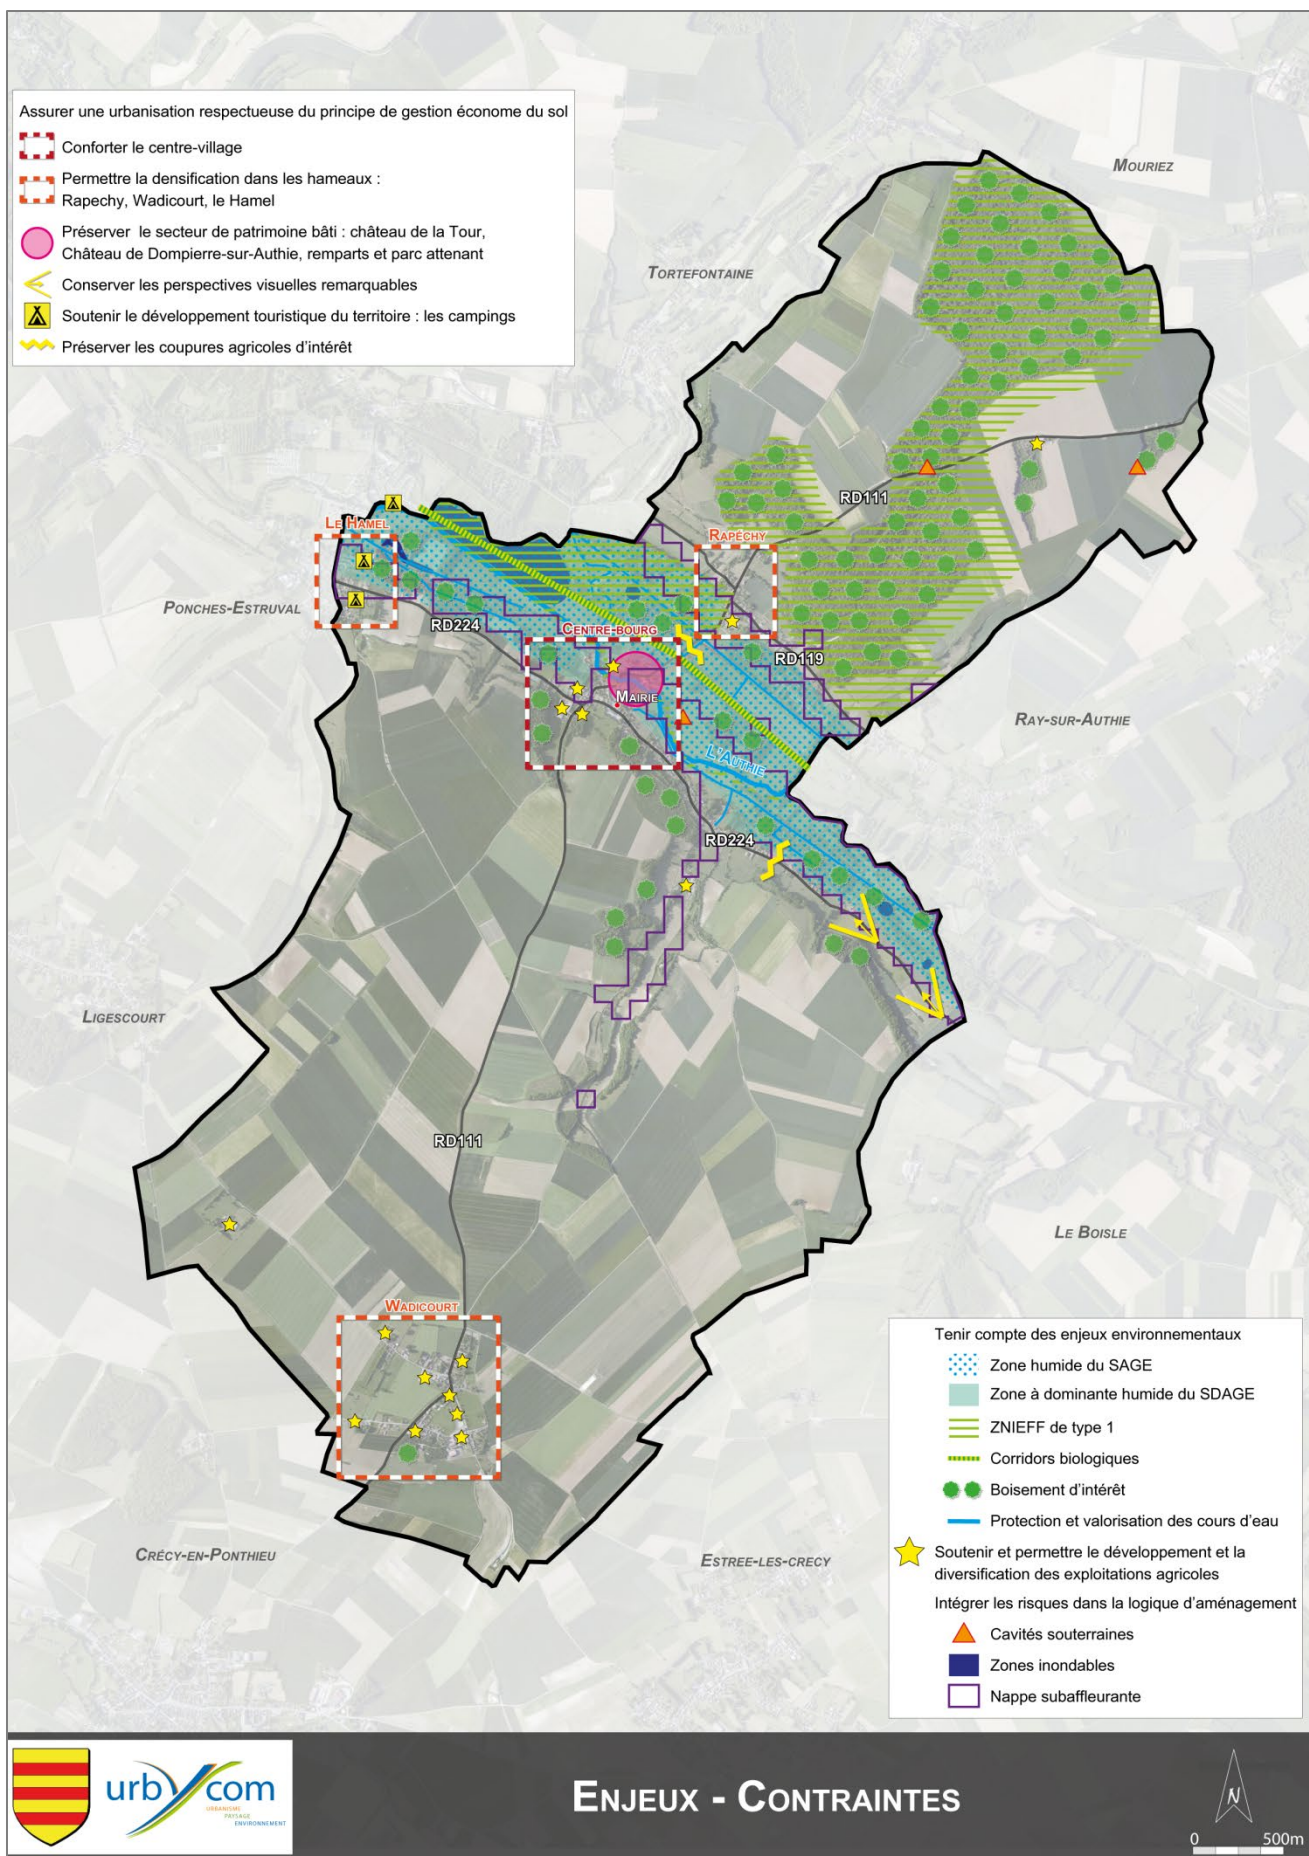 Assurer une urbanisation respectueuse du principe de gestion économe du sol
Conforter le centre-village
Permettre la densification dans les hameaux :
Rapechy, Wadicourt, le Hamel
Préserver le secteur de patrimoine bâti : château de la Tour,
Château de Dompierre-sur-Authie, remparts et parc attenant
Conserver les perspectives visuelles remarquables
Soutenir le développement touristique du territoire : les campings
Préserver les coupures agricoles d'intérêt
MOURIEZ
TORTEFONTAINE
RD111
LE HAMEL
RAPÉCHY
PONCHES-ESTRUVAL
RD224
CENTRE-BOURG
RD119
MAIRIE
RAY-SUR-AUTHIE
L'AUTHIE
RD224
LIGESCOURT
RD111
LE BOISLE
WADICOURT
CRÉCY-EN-PONTHIEU
ESTREE-LES-CRECY
Tenir compte des enjeux environnementaux
Zone humide du SAGE
Zone à dominante humide du SDAGE
ZNIEFF de type 1
Corridors biologiques
Boisement d'intérêt
Protection et valorisation des cours d'eau
Soutenir et permettre le développement et la
diversification des exploitations agricoles
Intégrer les risques dans la logique d'aménagement
Cavités souterraines
Zones inondables
Nappe subaffleurante
urbycom
URBANISME
PAYSAGE
ENVIRONNEMENT
ENJEUX - CONTRAINTES
N
0 500m